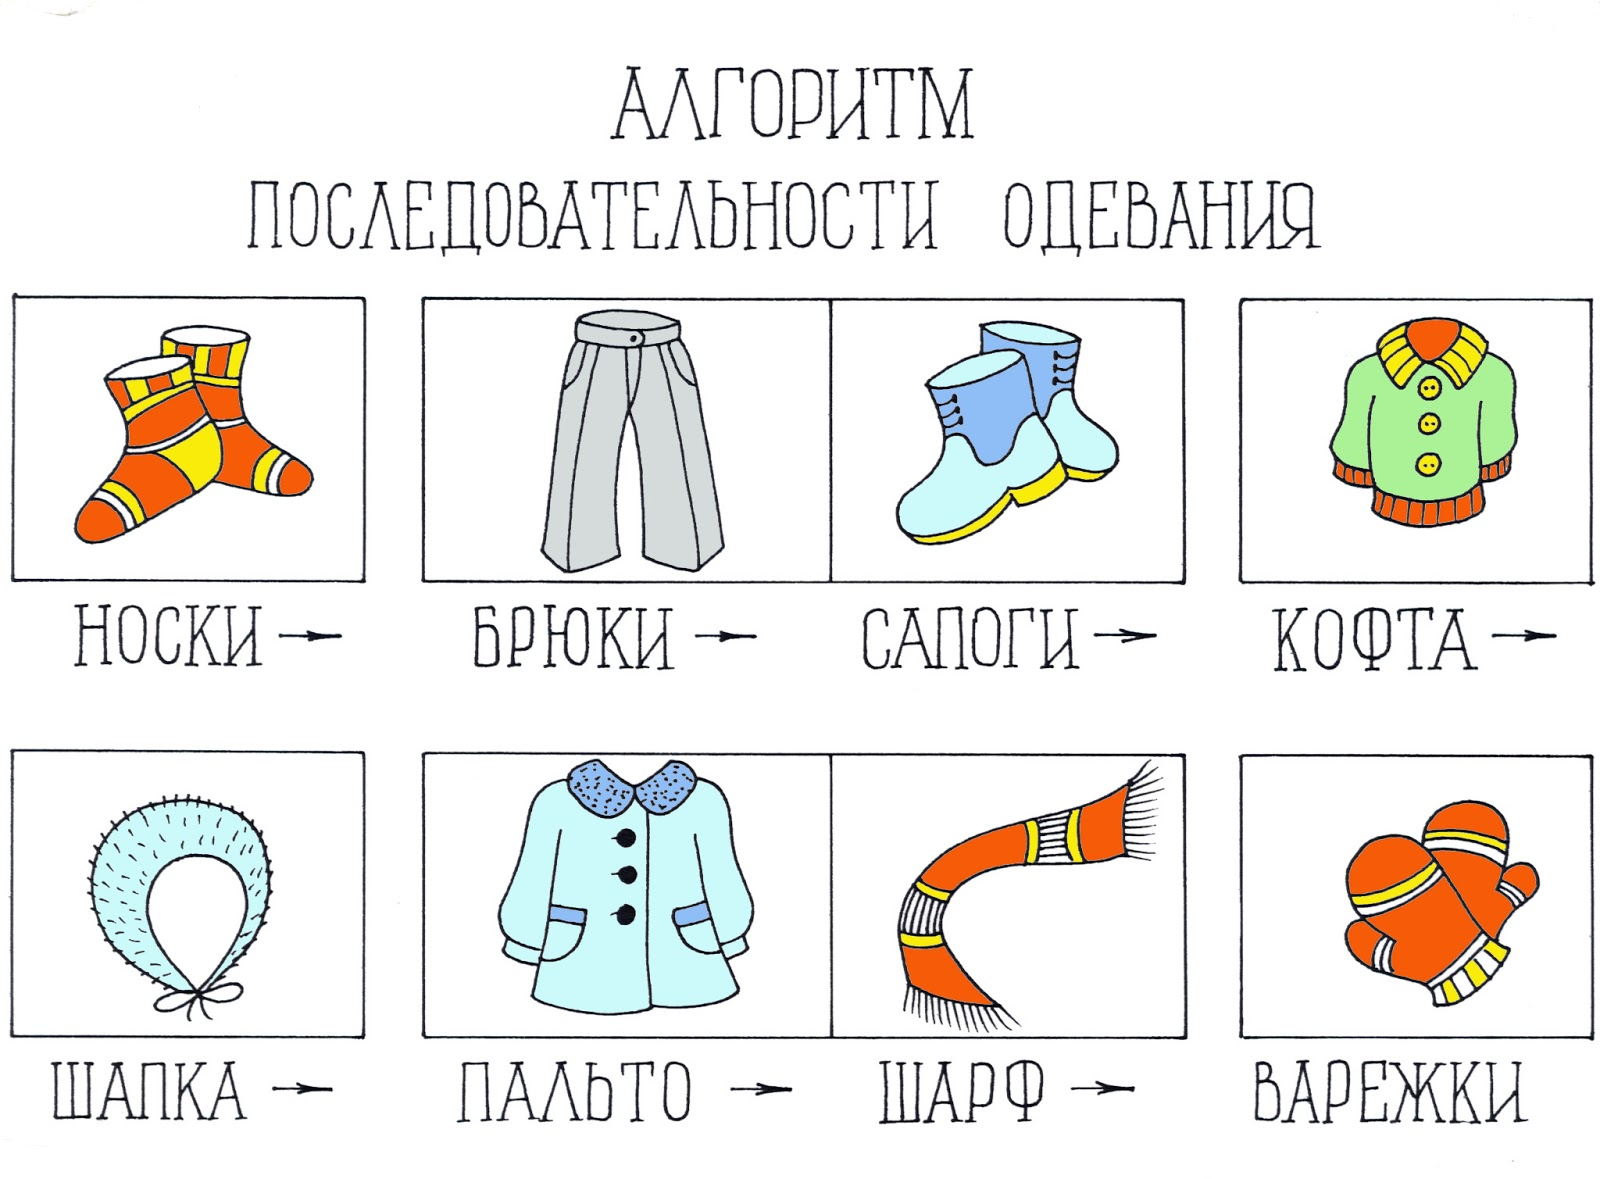 АЛГОРИТМ
ПОСЛЕДОВАТЕЛЬНОСТИ ОДЕВАНИЯ
НОСКИ → БРЮКИ → САПОГИ → КОФТА →
ШАПКА → ПАЛЬТО → ШАРФ → ВАРЕЖКИ